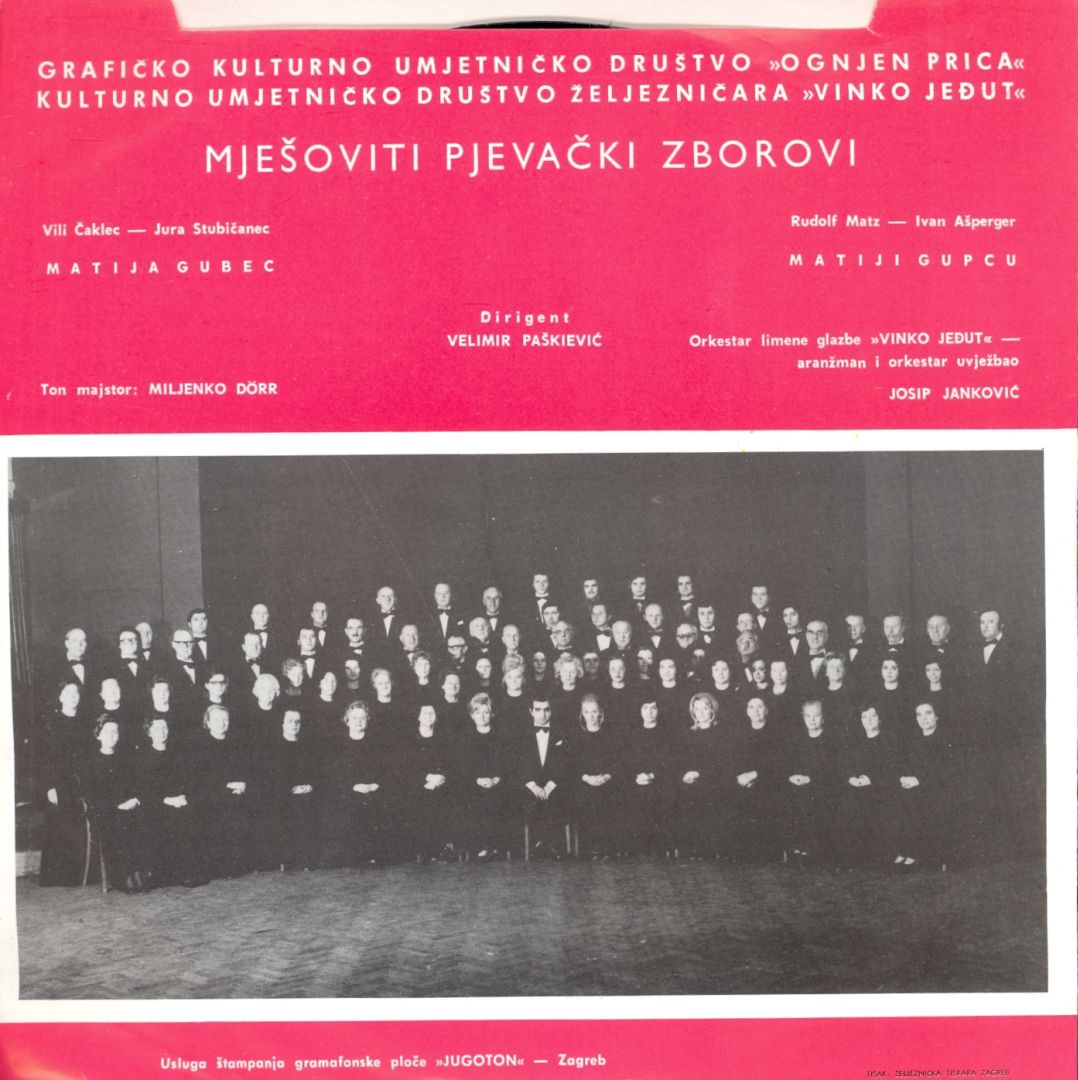 GRAFIČKO KULTURNO UMJETNIČKO DRUŠTVO »OGNJEN PRICA«
KULTURNO UMJETNIČKO DRUŠTVO ŽELJEZNIČARA »VINKO JEĐUT«
MJEŠOVITI PJEVAČKI ZBOROVI
Vili Čaklec — Jura Stubičanec
MATIJA GUBEC
Rudolf Matz — Ivan Ašperger
MATIJI GUPCU
Dirigent
VELIMIR PAŠKIEVIĆ
Orkestar limene glazbe »VINKO JEĐUT« —
aranžman i orkestar uvježbao
JOSIP JANKOVIĆ
Ton majstor: MILJENKO DÖRR
Usluga štampanja gramafonske ploče »JUGOTON« — Zagreb
TISAK: ŽELJEZNIČKA TISKARA ZAGREB